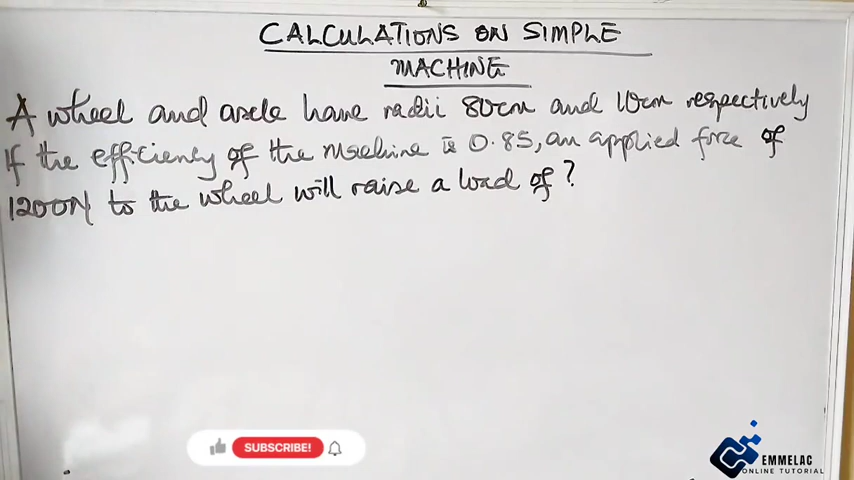 CALCULATIONS ON SIMPLE
MACHINE
A wheel and axle have radii 80cm and 10cm respectively
If the efficiency of the machine is 0.85, an applied force of
1200N to the wheel will raise a load of?
SUBSCRIBE!
EMMELAC
ONLINE TUTORIAL